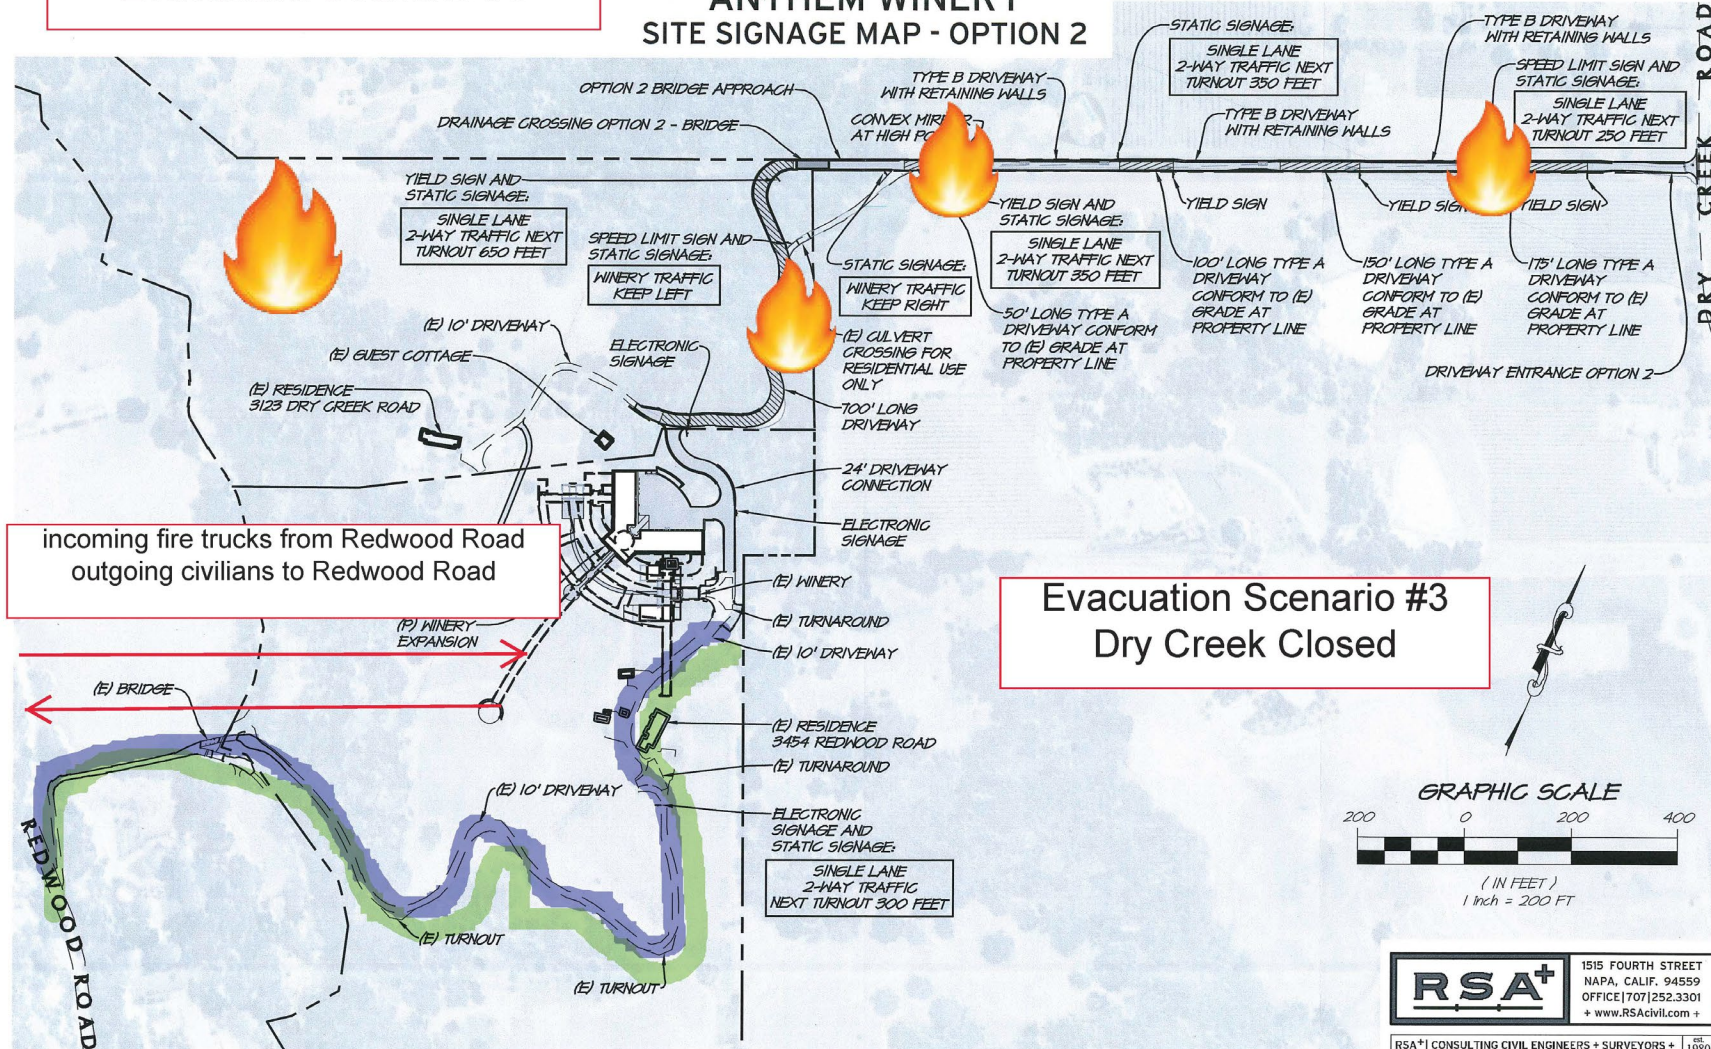 ANTHEM WINERY
SITE SIGNAGE MAP - OPTION 2
STATIC SIGNAGE:
SINGLE LANE
2-WAY TRAFFIC NEXT
TURNOUT 350 FEET
TYPE B DRIVEWAY
WITH RETAINING WALLS
SPEED LIMIT SIGN AND
STATIC SIGNAGE:
SINGLE LANE
2-WAY TRAFFIC NEXT
TURNOUT 250 FEET
DRY CREEK ROAD
OPTION 2 BRIDGE APPROACH
TYPE B DRIVEWAY
WITH RETAINING WALLS
DRAINAGE CROSSING OPTION 2 - BRIDGE
CONVEX
AT HIGH
TYPE B DRIVEWAY
WITH RETAINING WALLS
YIELD SIGN AND
STATIC SIGNAGE:
SINGLE LANE
2-WAY TRAFFIC NEXT
TURNOUT 650 FEET
SPEED LIMIT SIGN AND
STATIC SIGNAGE:
WINERY TRAFFIC
KEEP LEFT
STATIC SIGNAGE:
WINERY TRAFFIC
KEEP RIGHT
YIELD SIGN AND
STATIC SIGNAGE:
SINGLE LANE
2-WAY TRAFFIC NEXT
TURNOUT 350 FEET
YIELD SIGN
YIELD SIGN
YIELD SIGN
50' LONG TYPE A
DRIVEWAY CONFORM
TO (E) GRADE AT
PROPERTY LINE
100' LONG TYPE A
DRIVEWAY
CONFORM TO (E)
GRADE AT
PROPERTY LINE
150' LONG TYPE A
DRIVEWAY
CONFORM TO (E)
GRADE AT
PROPERTY LINE
175' LONG TYPE A
DRIVEWAY
CONFORM TO (E)
GRADE AT
PROPERTY LINE
DRIVEWAY ENTRANCE OPTION 2
(E) 10' DRIVEWAY
(E) GUEST COTTAGE
ELECTRONIC
SIGNAGE
(E) CULVERT
CROSSING FOR
RESIDENTIAL USE
ONLY
(E) RESIDENCE
3123 DRY CREEK ROAD
700' LONG
DRIVEWAY
24' DRIVEWAY
CONNECTION
ELECTRONIC
SIGNAGE
incoming fire trucks from Redwood Road
outgoing civilians to Redwood Road
(P) WINERY
EXPANSION
(E) WINERY
(E) TURNAROUND
(E) 10' DRIVEWAY
Evacuation Scenario #3
Dry Creek Closed
(E) BRIDGE
(E) RESIDENCE
3454 REDWOOD ROAD
(E) TURNAROUND
(E) 10' DRIVEWAY
ELECTRONIC
SIGNAGE AND
STATIC SIGNAGE:
SINGLE LANE
2-WAY TRAFFIC
NEXT TURNOUT 300 FEET
REDWOOD ROAD
(E) TURNOUT
(E) TURNOUT
GRAPHIC SCALE
200 0 200 400
( IN FEET )
1 inch = 200 FT
RSA+
1515 FOURTH STREET
NAPA, CALIF. 94559
OFFICE|707|252.3301
+ www.RSAcivil.com +
RSA+| CONSULTING CIVIL ENGINEERS + SURVEYORS + | est. 1980